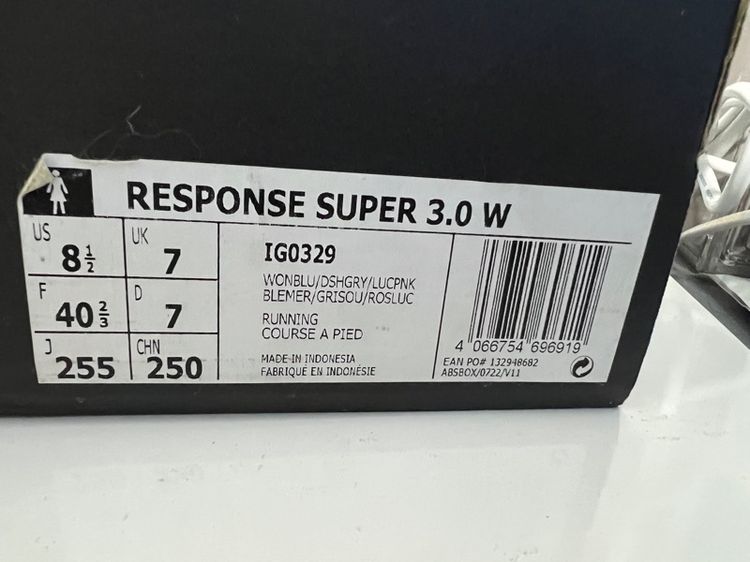 RESPONSE SUPER 3.0 W
US 8½
UK 7
F 40⅔
D 7
J 255
CHN 250
IG0329
WONBLU/DSHGRY/LUCPNK
BLEMER/GRISOU/ROSLUC
RUNNING
COURSE A PIED
MADE IN INDONESIA
FABRIQUÉ EN INDONÉSIE
4 066754 696919
EAN PO# 132948682
ABSBOX/0722/V11